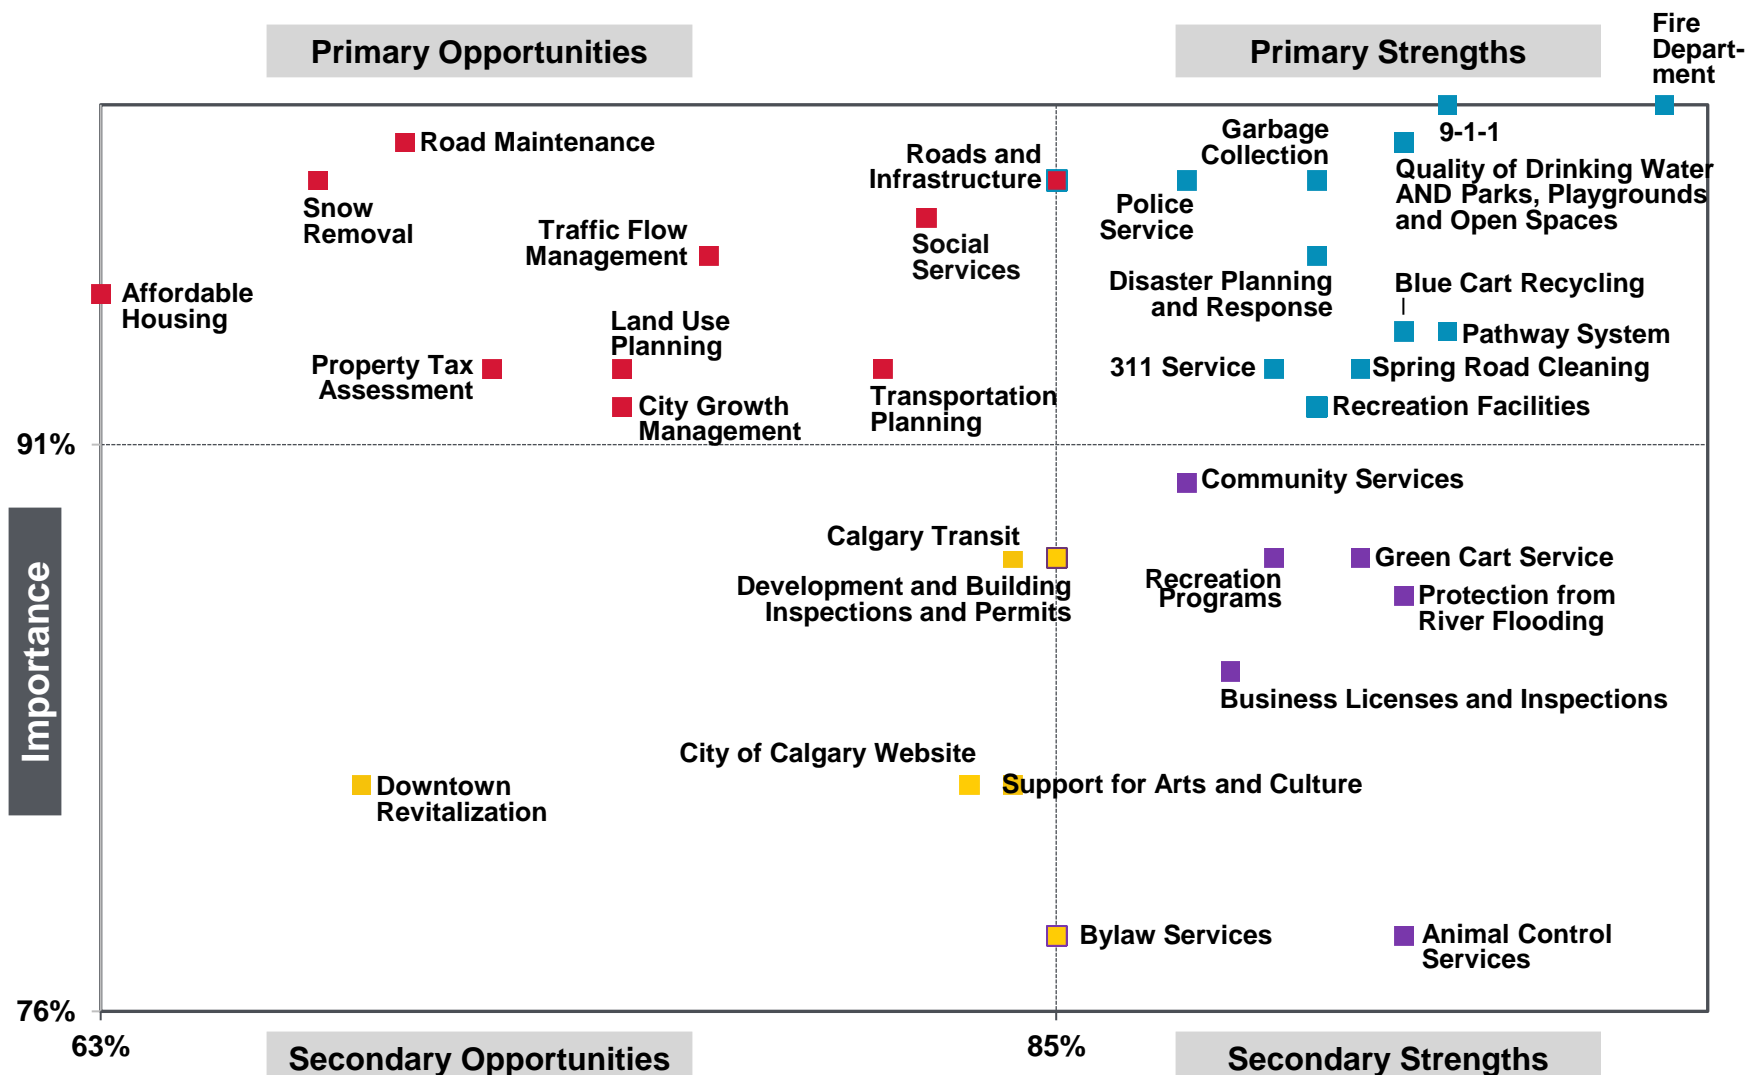 Primary Opportunities
Primary Strengths
Fire
Depart-
ment
Road Maintenance
Snow
Removal
Traffic Flow
Management
Affordable
Housing
Property Tax
Assessment
Land Use
Planning
City Growth
Management
Roads and
Infrastructure
Social
Services
Transportation
Planning
Garbage
Collection
Police
Service
9-1-1
Quality of Drinking Water
AND Parks, Playgrounds
and Open Spaces
Disaster Planning
and Response
Blue Cart Recycling
Pathway System
311 Service
Spring Road Cleaning
Recreation Facilities
91%
Importance
Community Services
Calgary Transit
Development and Building
Inspections and Permits
Recreation
Programs
Green Cart Service
Protection from
River Flooding
Business Licenses and Inspections
City of Calgary Website
Support for Arts and Culture
Downtown
Revitalization
Bylaw Services
Animal Control
Services
76%
63%
85%
Secondary Opportunities
Secondary Strengths